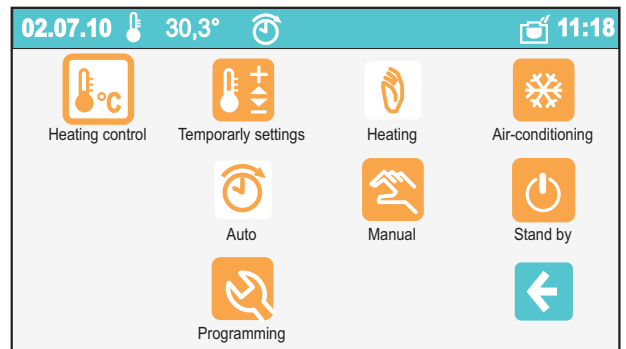 02.07.10 30,3° 11:18
°C
Heating control Temporarly settings Heating Air-conditioning
Auto Manual Stand by
Programming